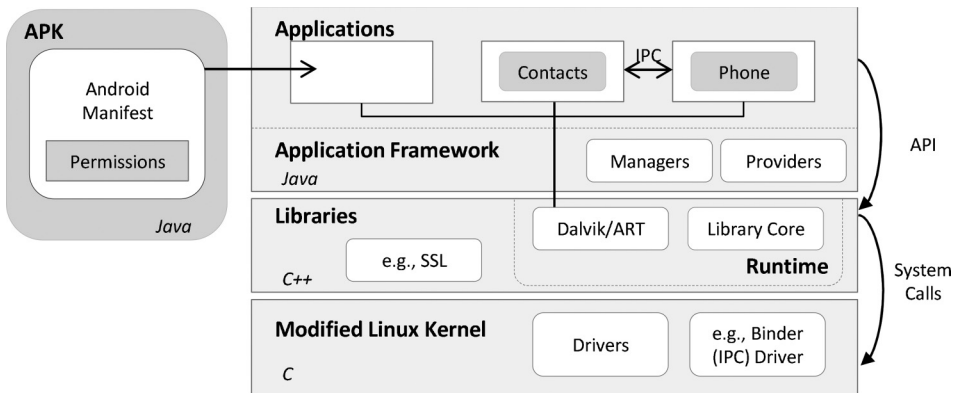 APK
Android
Manifest
Permissions
Java
Applications
Contacts
IPC
Phone
Application Framework
Java
Managers
Providers
API
Libraries
e.g., SSL
C++
Dalvik/ART
Library Core
Runtime
System
Calls
Modified Linux Kernel
C
Drivers
e.g., Binder
(IPC) Driver